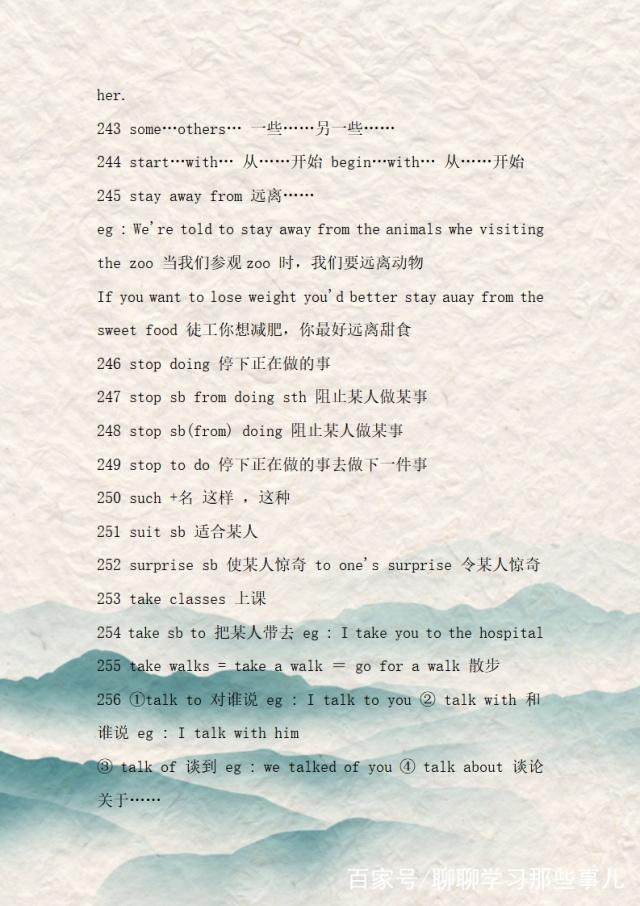 her.
243 some…others… 一些……另一些……
244 start…with… 从……开始 begin…with… 从……开始
245 stay away from 远离……
eg : We're told to stay away from the animals whe visiting
the zoo 当我们参观 zoo 时，我们要远离动物
If you want to lose weight you'd better stay auay from the
sweet food 徒工你想减肥，你最好远离甜食
246 stop doing 停下正在做的事
247 stop sb from doing sth 阻止某人做某事
248 stop sb(from) doing 阻止某人做某事
249 stop to do 停下正在做的事去做下一件事
250 such +名 这样 ，这种
251 suit sb 适合某人
252 surprise sb 使某人惊奇 to one's surprise 令某人惊奇
253 take classes 上课
254 take sb to 把某人带去 eg : I take you to the hospital
255 take walks = take a walk ＝ go for a walk 散步
256 ①talk to 对谁说 eg : I talk to you ② talk with 和
谁说 eg : I talk with him
③ talk of 谈到 eg : we talked of you ④ talk about 谈论
关于……
百家号/聊聊学习那些事儿